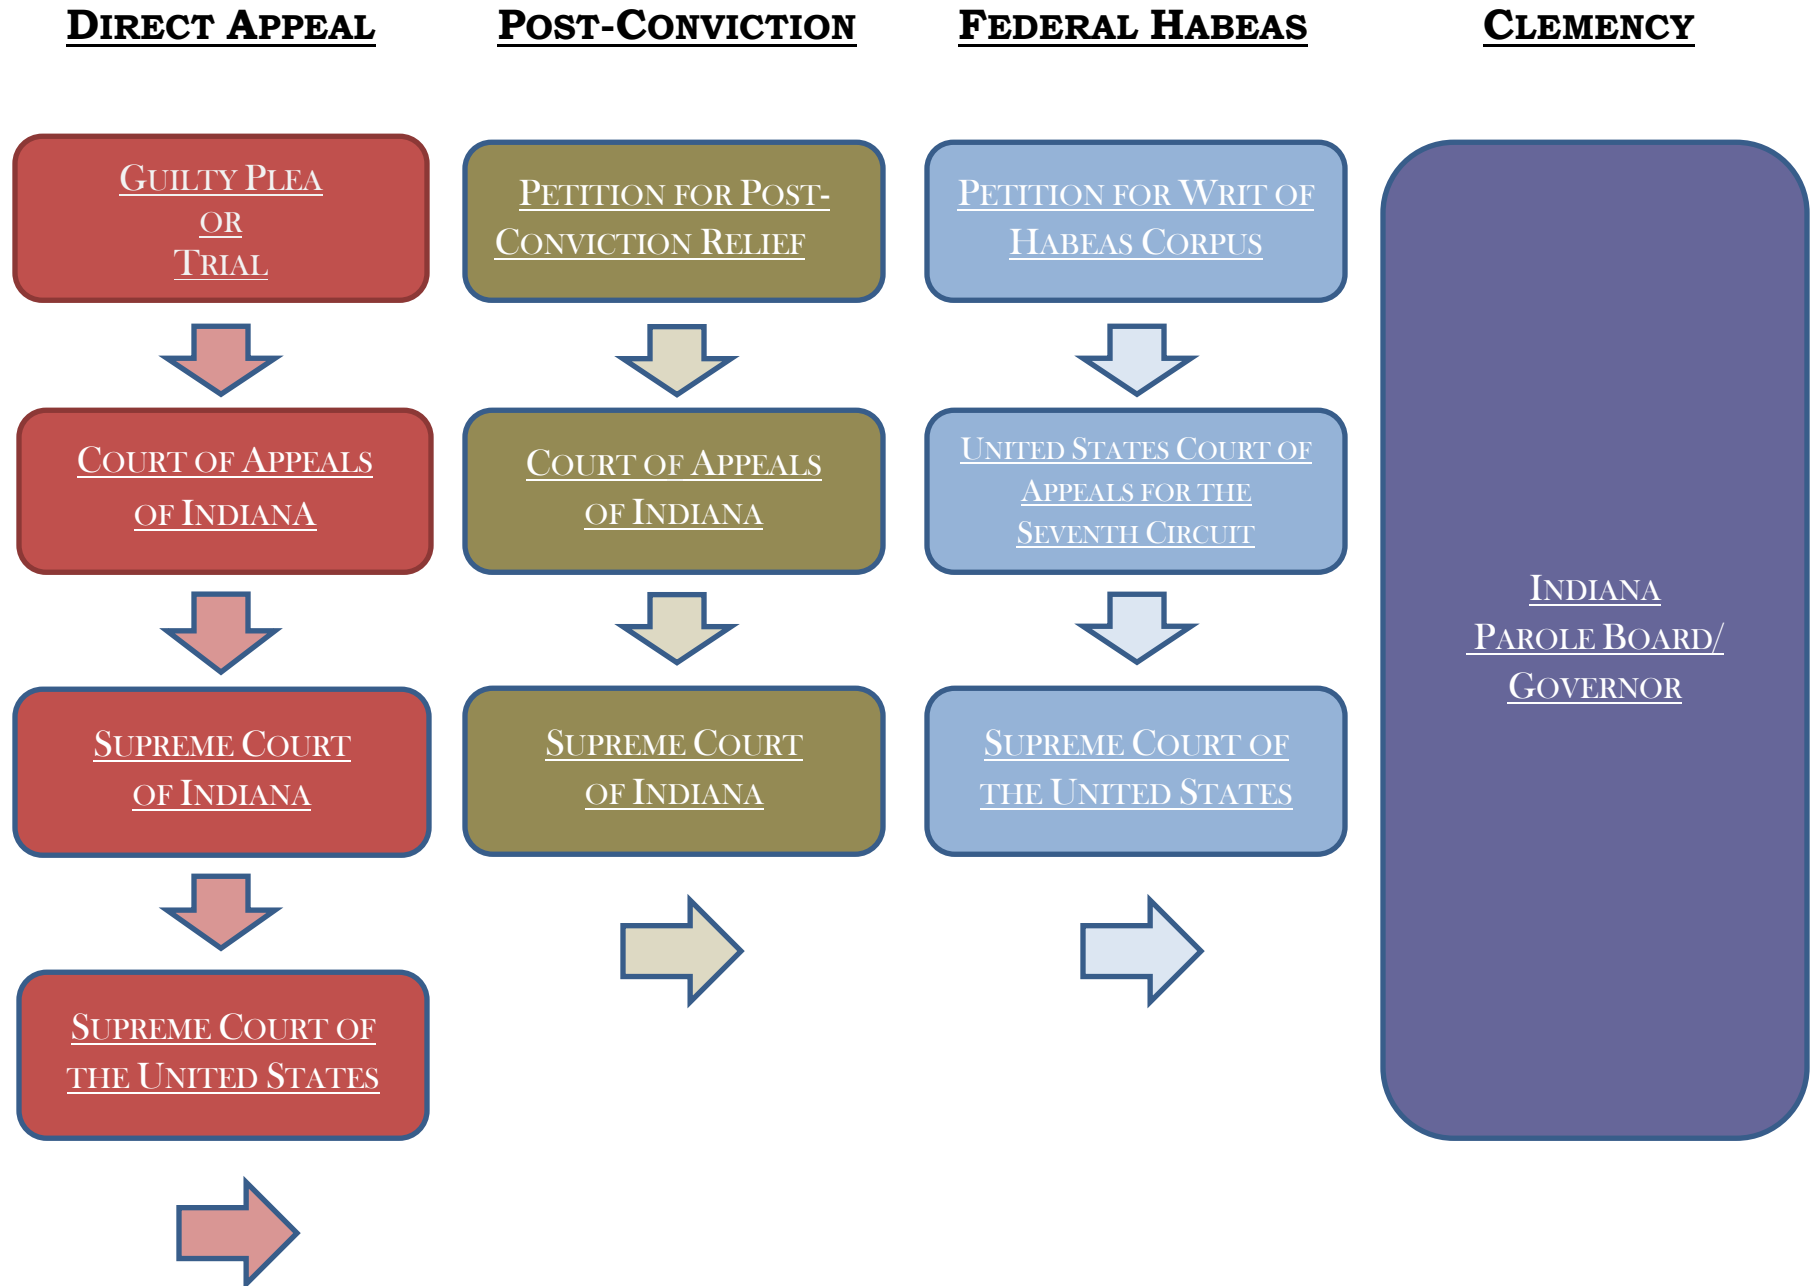 DIRECT APPEAL
POST-CONVICTION
FEDERAL HABEAS
CLEMENCY
GUILTY PLEA
OR
TRIAL
COURT OF APPEALS
OF INDIANA
SUPREME COURT
OF INDIANA
SUPREME COURT OF
THE UNITED STATES
PETITION FOR POST-
CONVICTION RELIEF
COURT OF APPEALS
OF INDIANA
SUPREME COURT
OF INDIANA
PETITION FOR WRIT OF
HABEAS CORPUS
UNITED STATES COURT OF
APPEALS FOR THE
SEVENTH CIRCUIT
SUPREME COURT OF
THE UNITED STATES
INDIANA
PAROLE BOARD/
GOVERNOR